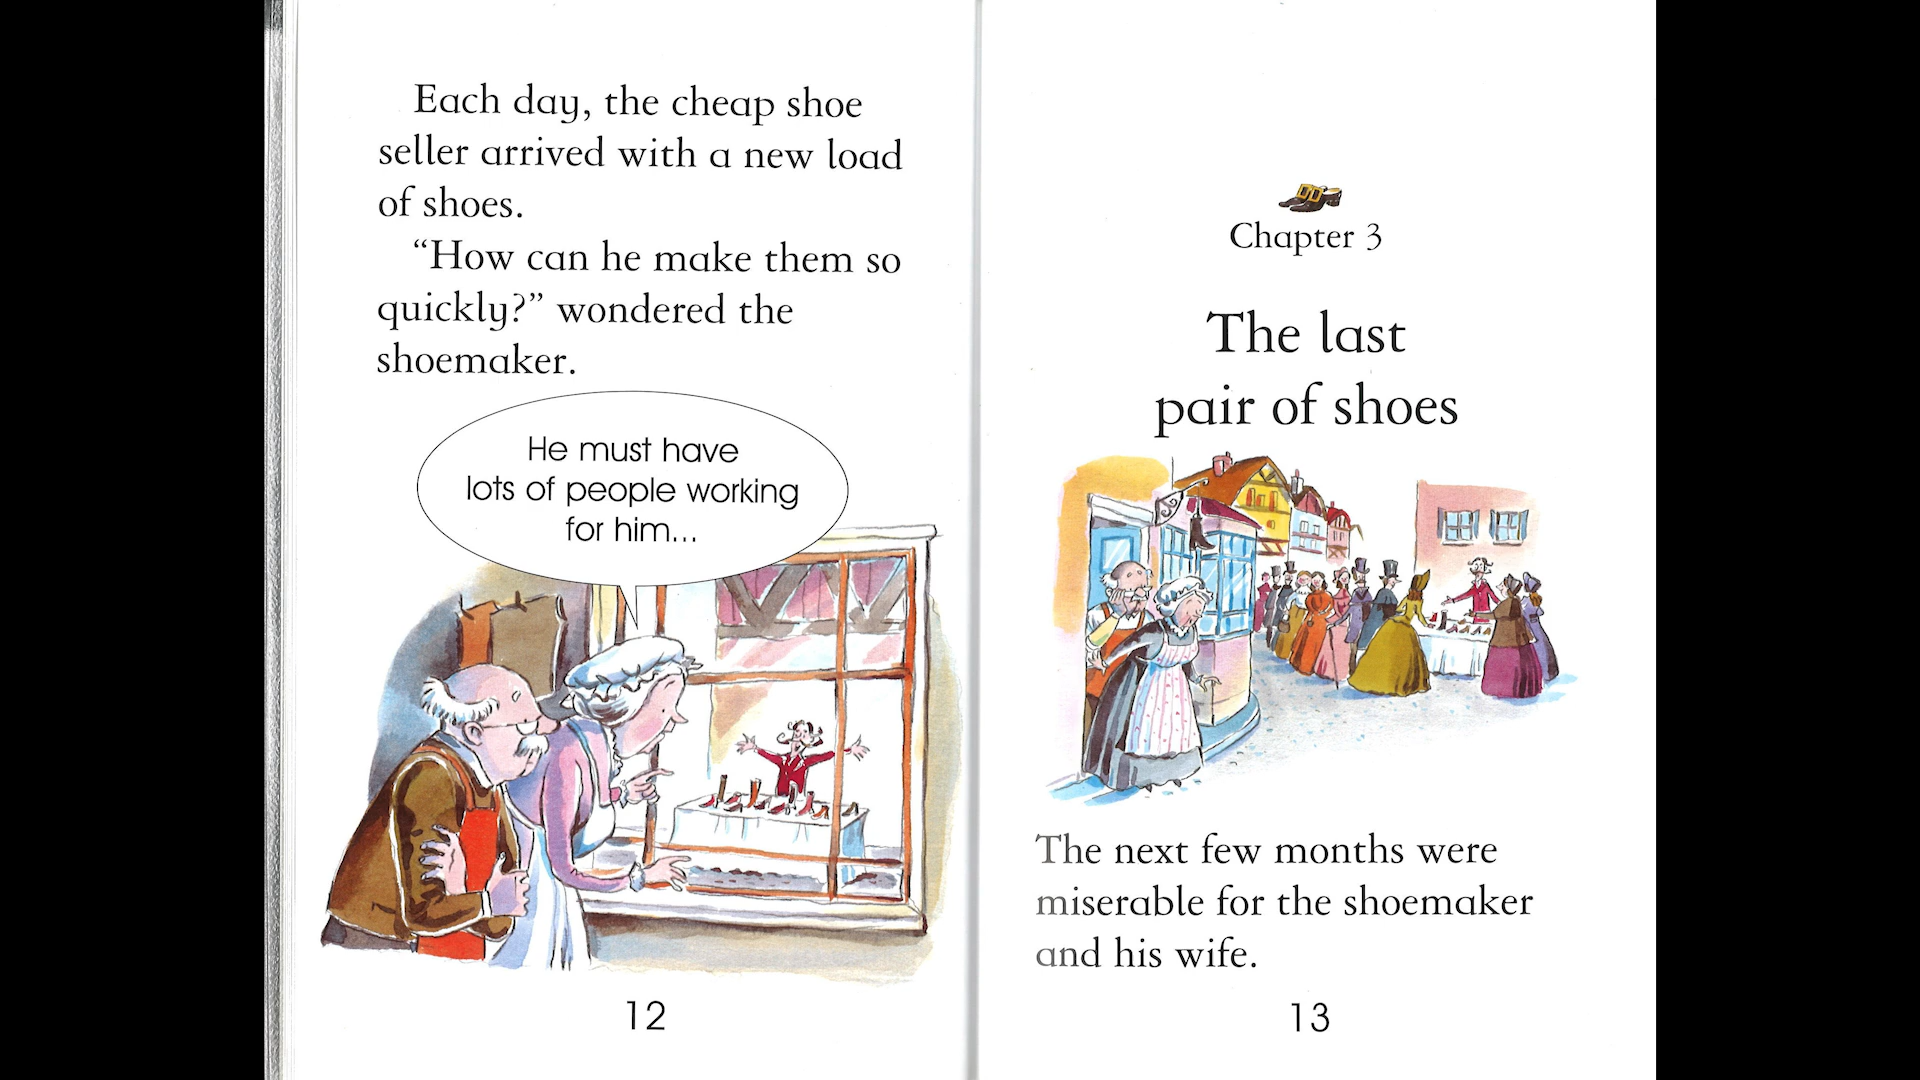 Each day, the cheap shoe
seller arrived with a new load
of shoes.
“How can he make them so
quickly?” wondered the
shoemaker.
He must have
lots of people working
for him...
12
Chapter 3
The last
pair of shoes
The next few months were
miserable for the shoemaker
and his wife.
13